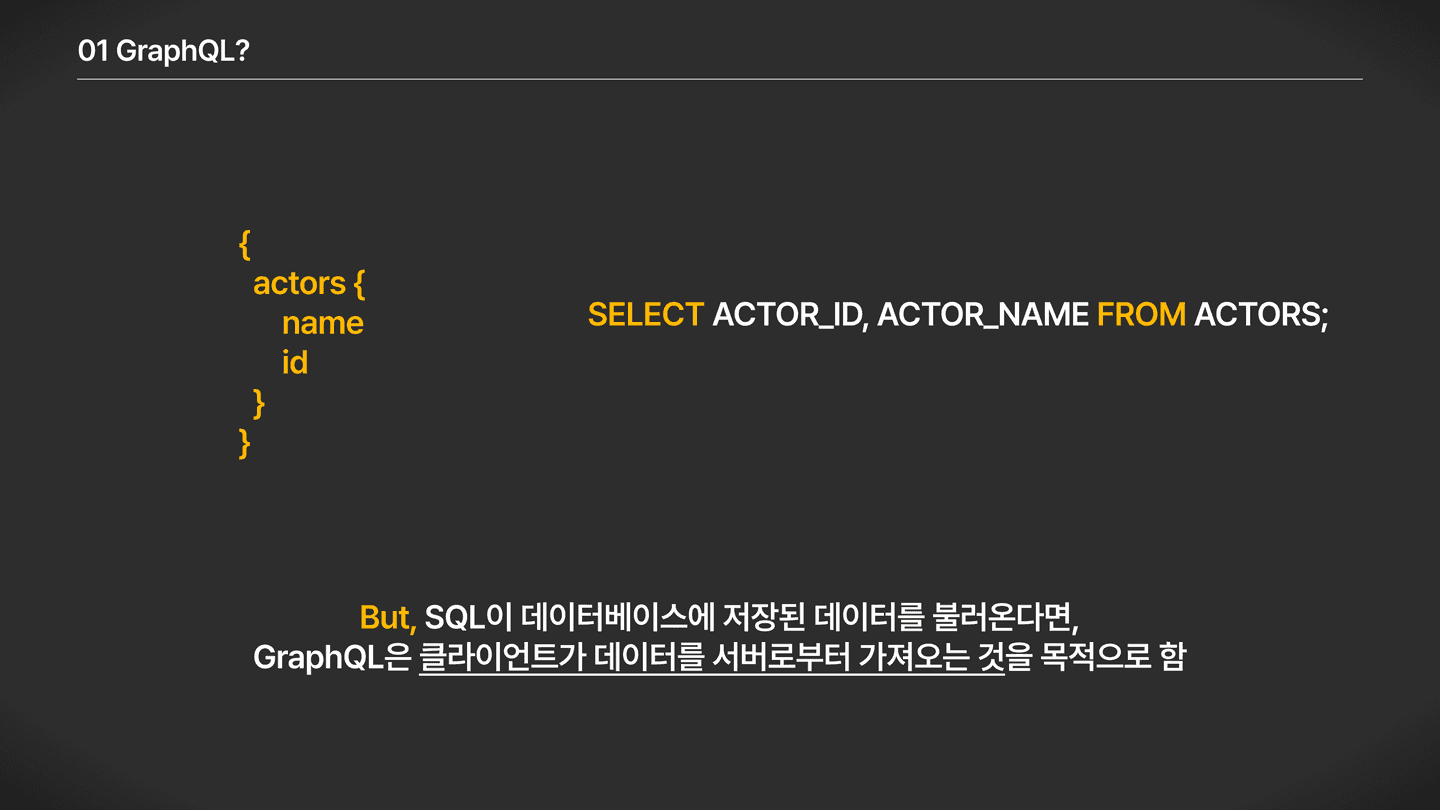 01 GraphQL?
{
actors {
name
id
}
}
SELECT ACTOR_ID, ACTOR_NAME FROM ACTORS;
But, SQL이 데이터베이스에 저장된 데이터를 불러온다면,
GraphQL은 클라이언트가 데이터를 서버로부터 가져오는 것을 목적으로 함